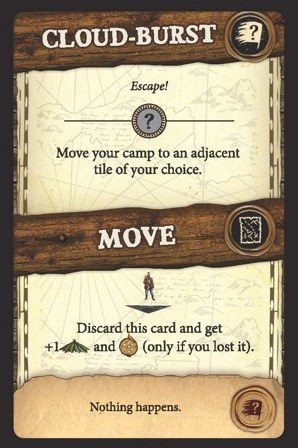 CLOUD-BURST
?
Escape!
?
Move your camp to an adjacent
tile of your choice.
MOVE
Discard this card and get
+1 and (only if you lost it).
Nothing happens.
?